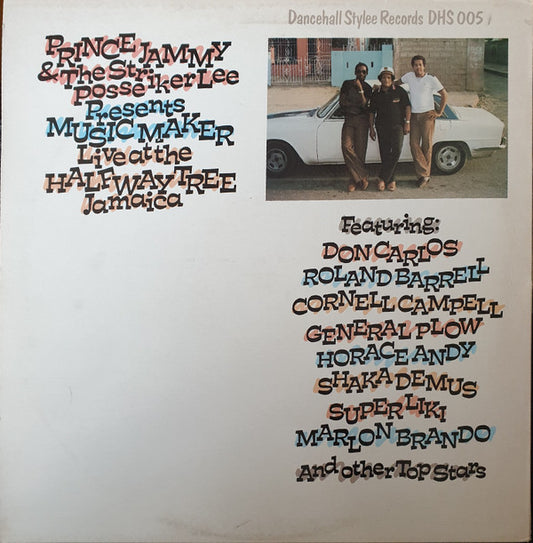 Dancehall Stylee Records DHS 005
PRINCE JAMMY
& The Striker Lee
Posse
Presents
MUSIC MAKER
Live at the
HALFWAY TREE
Jamaica
Featuring:
DON CARLOS
ROLAND BARRELL
CORNELL CAMPELL
GENERAL PLOW
HORACE ANDY
SHAKA DEMUS
SUPER LIKI
MARLON BRANDO
And other Top Stars